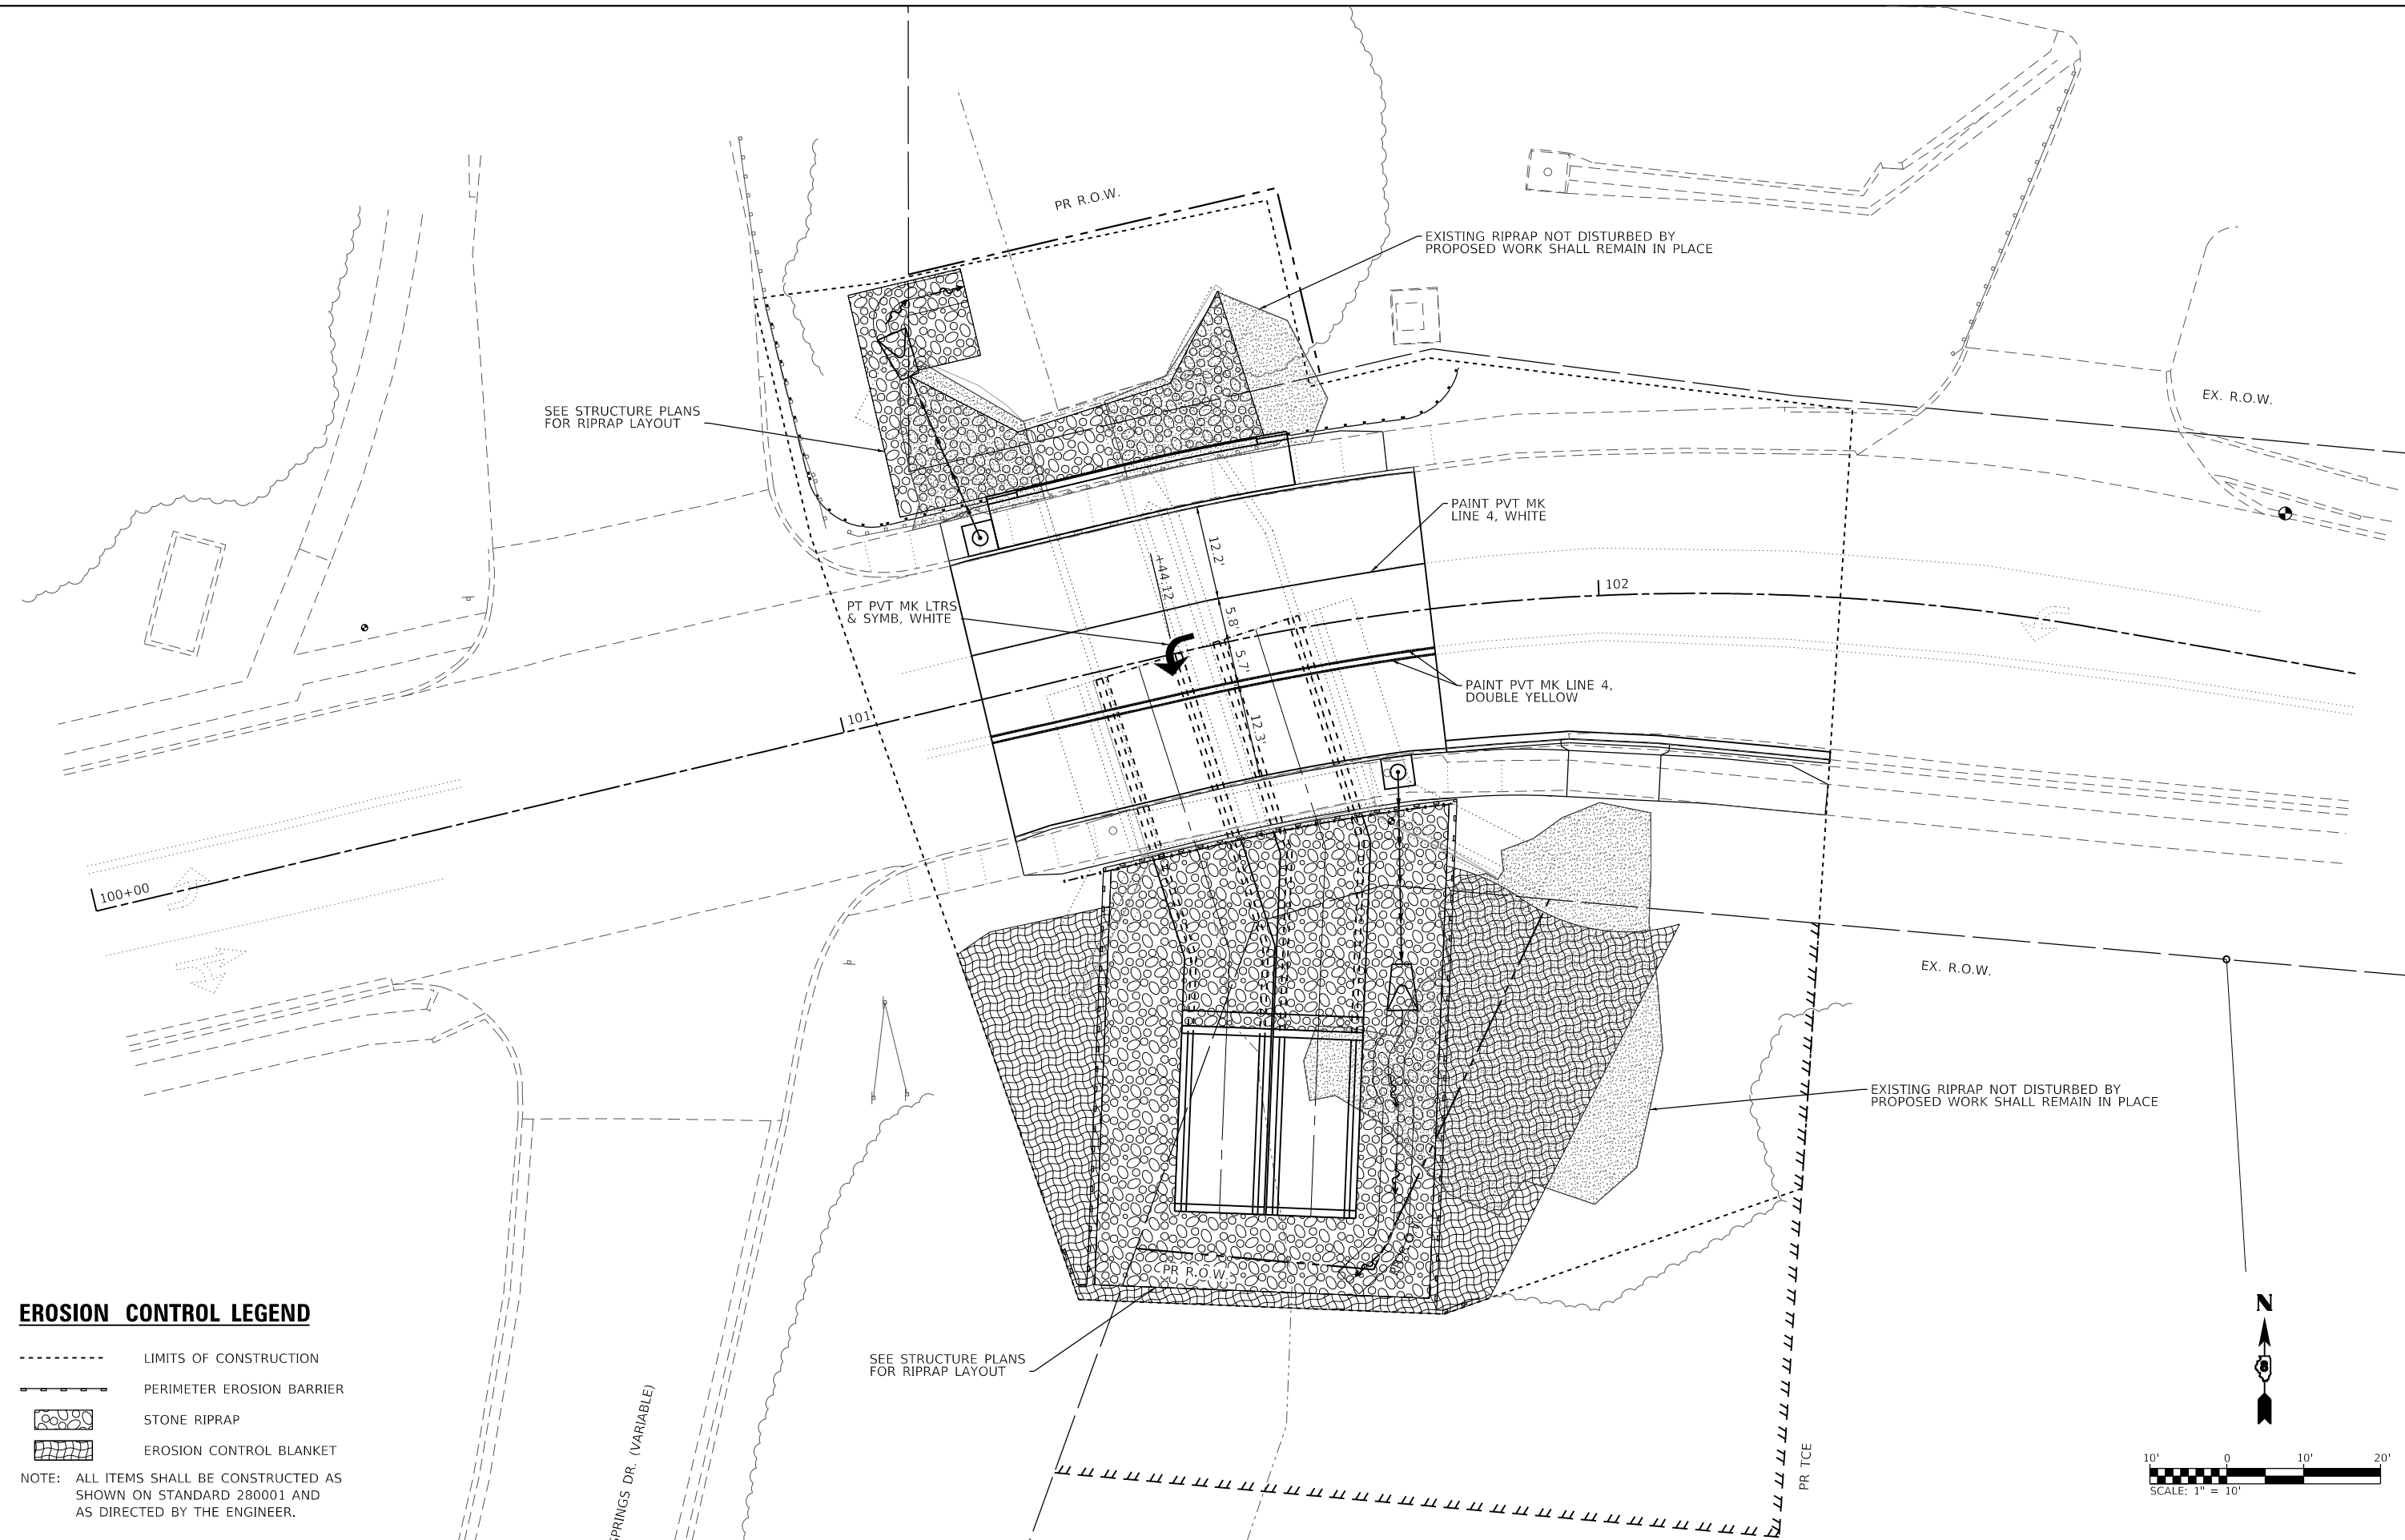 PR R.O.W.
EXISTING RIPRAP NOT DISTURBED BY
PROPOSED WORK SHALL REMAIN IN PLACE
SEE STRUCTURE PLANS
FOR RIPRAP LAYOUT
EX. R.O.W.
PAINT PVT MK
LINE 4, WHITE
12.2'
+44.12
102
PT PVT MK LTRS
& SYMB, WHITE
5.8'
5.7'
PAINT PVT MK LINE 4,
DOUBLE YELLOW
101
12.3'
100+00
EX. R.O.W.
EXISTING RIPRAP NOT DISTURBED BY
PROPOSED WORK SHALL REMAIN IN PLACE
PR R.O.W.
PR R.O.W.
SEE STRUCTURE PLANS
FOR RIPRAP LAYOUT
EROSION CONTROL LEGEND
LIMITS OF CONSTRUCTION
PERIMETER EROSION BARRIER
STONE RIPRAP
EROSION CONTROL BLANKET
NOTE: ALL ITEMS SHALL BE CONSTRUCTED AS
SHOWN ON STANDARD 280001 AND
AS DIRECTED BY THE ENGINEER.
SPRINGS DR. (VARIABLE)
PR TCE
N
10' 0 10' 20'
SCALE: 1" = 10'